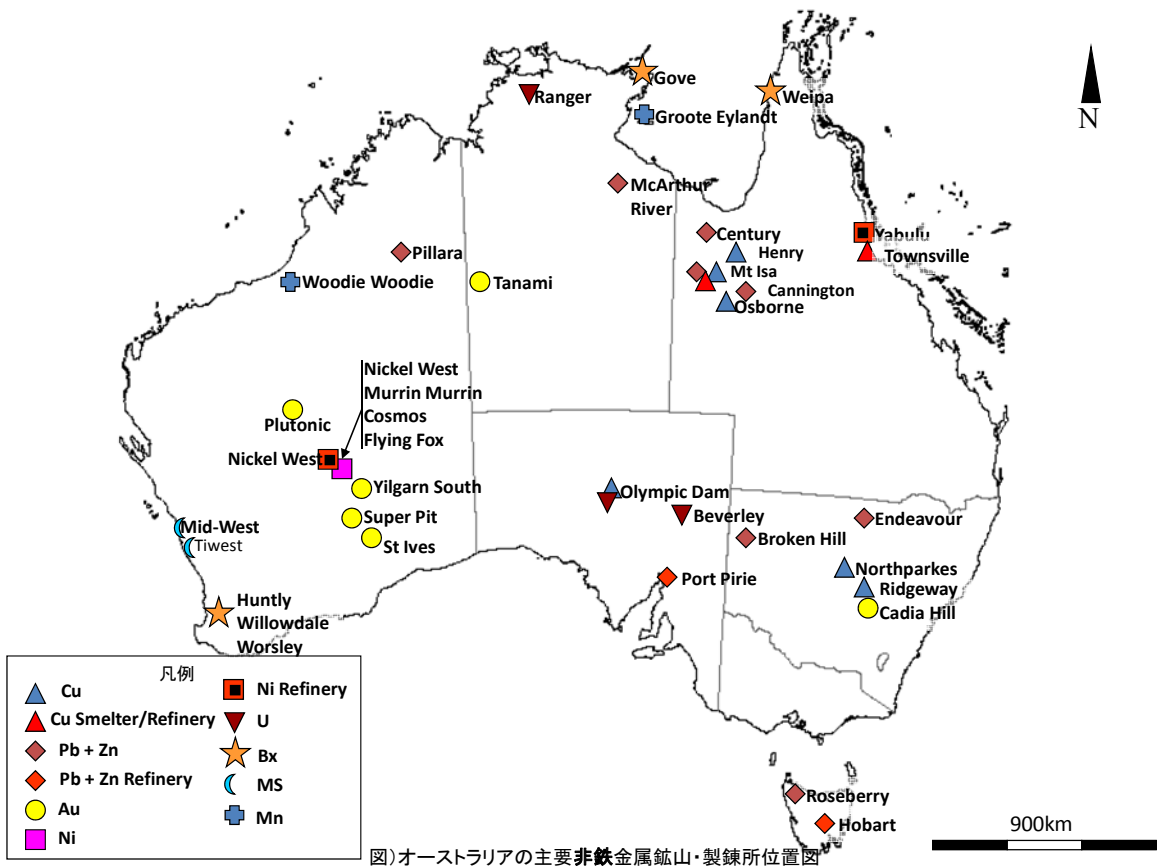 Gove
Ranger
Weipa
Groote Eylandt
N
McArthur
River
Century
Yabulu
Pillara
Henry
Townsville
Mt Isa
Woodie Woodie
Tanami
Cannington
Osborne
Nickel West
Murrin Murrin
Cosmos
Flying Fox
Plutonic
Nickel West
Yilgarn South
Olympic Dam
Super Pit
Beverley
Endeavour
Mid-West
St Ives
Broken Hill
Tiwest
Northparkes
Port Pirie
Ridgeway
Huntly
Willowdale
Worsley
Cadia Hill
凡例
Cu
Ni Refinery
Cu Smelter/Refinery
U
Pb + Zn
Bx
Pb + Zn Refinery
MS
Au
Mn
Ni
Roseberry
Hobart
900km
図)オーストラリアの主要非鉄金属鉱山・製錬所位置図